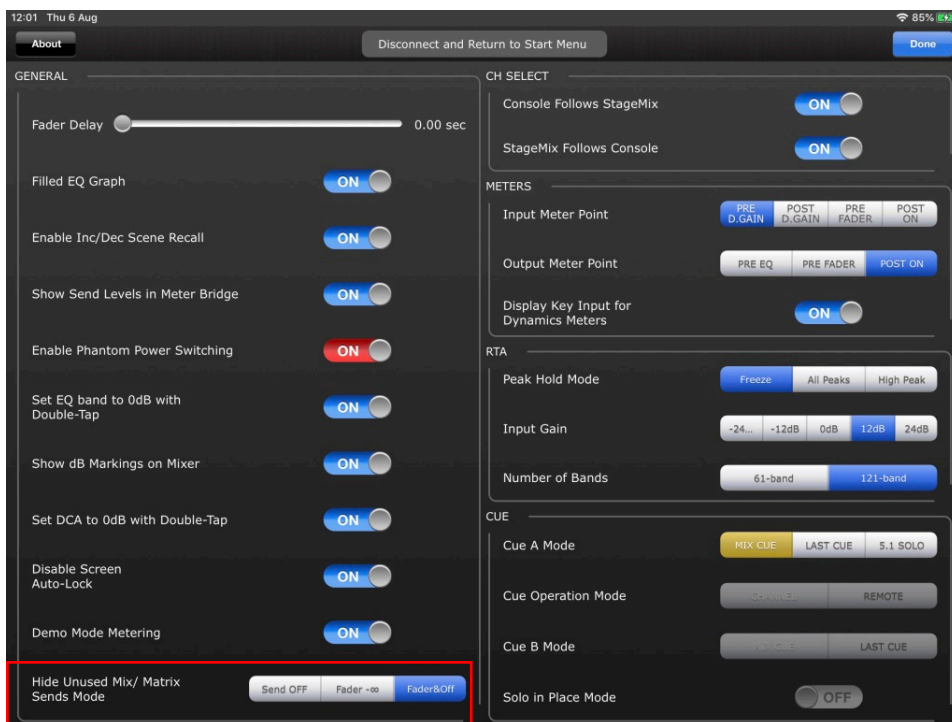 12:01 Thu 6 Aug
85%
About
Disconnect and Return to Start Menu
Done
GENERAL
Fader Delay 0.00 sec
Filled EQ Graph ON
Enable Inc/Dec Scene Recall ON
Show Send Levels in Meter Bridge ON
Enable Phantom Power Switching ON
Set EQ band to 0dB with
Double-Tap
ON
Show dB Markings on Mixer ON
Set DCA to 0dB with Double-Tap ON
Disable Screen
Auto-Lock
ON
Demo Mode Metering ON
Hide Unused Mix/ Matrix
Sends Mode
Send OFF Fader -∞ Fader&Off
CH SELECT
Console Follows StageMix ON
StageMix Follows Console ON
METERS
Input Meter Point
PRE D.GAIN
POST D.GAIN
PRE FADER
POST ON
Output Meter Point PRE EQ PRE FADER POST ON
Display Key Input for
Dynamics Meters
ON
RTA
Peak Hold Mode Freeze All Peaks High Peak
Input Gain -24... -12dB 0dB 12dB 24dB
Number of Bands 61-band 121-band
CUE
Cue A Mode MIX CUE LAST CUE 5.1 SOLO
Cue Operation Mode CHANNEL REMOTE
Cue B Mode MIX CUE LAST CUE
Solo in Place Mode OFF